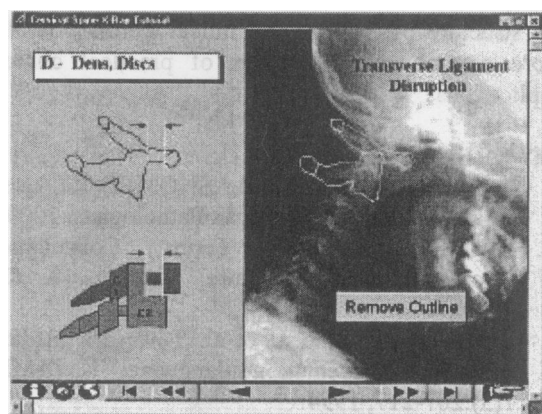 Cervical Spine X-Ray Tutorial
D - Dens, Discs
Transverse Ligament
Disruption
C2
Remove Outline